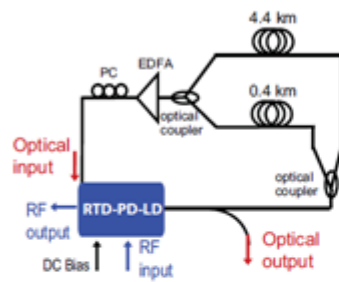 4.4 km
EDFA
PC
0.4 km
optical
coupler
Optical
input
optical
coupler
RTD-PD-LD
RF
output
RF
input
DC Bias
Optical
output